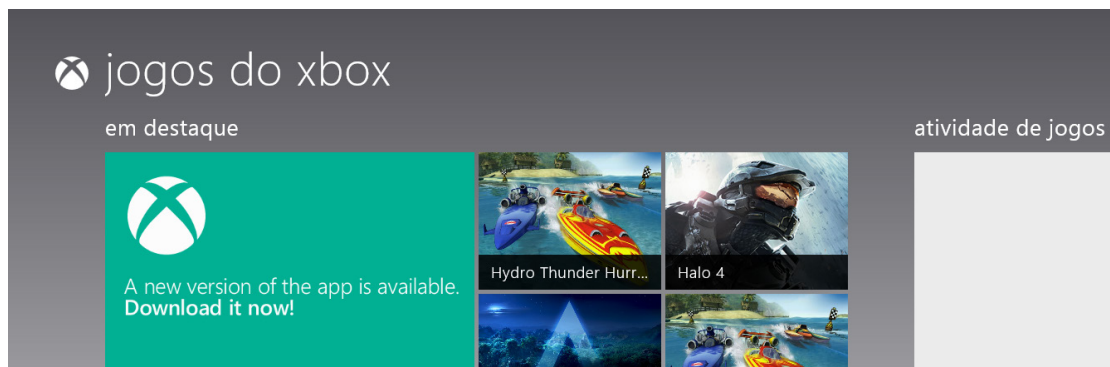 jogos do xbox
em destaque
atividade de jogos
A new version of the app is available.
Download it now!
Hydro Thunder Hurr...
Halo 4